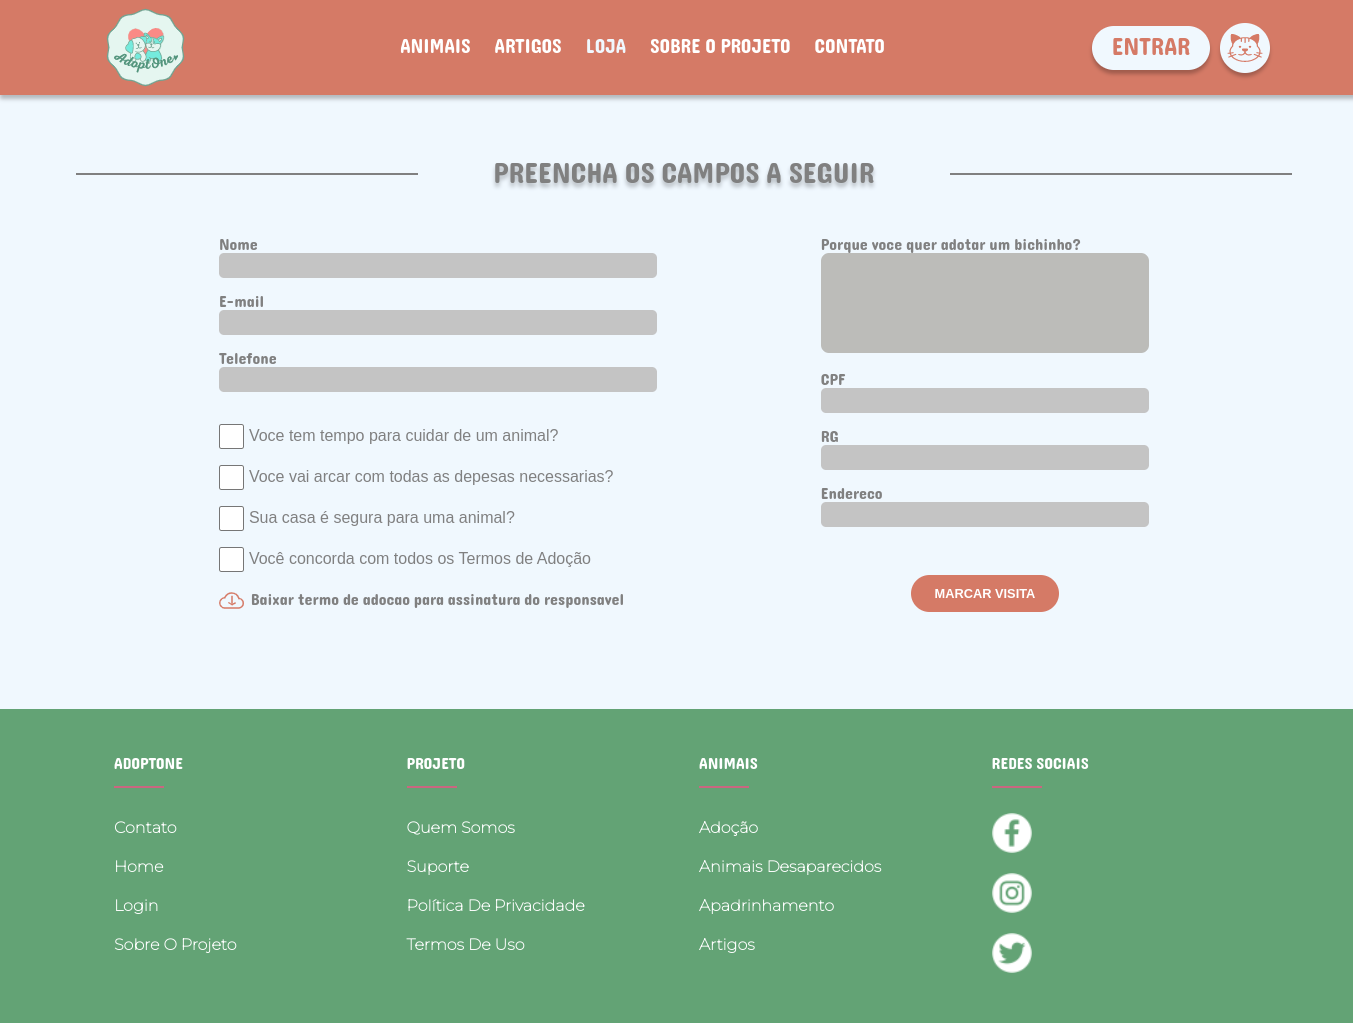 AdoptOne
ANIMAIS ARTIGOS LOJA SOBRE O PROJETO CONTATO
ENTRAR
PREENCHA OS CAMPOS A SEGUIR
Nome
E-mail
Telefone
Voce tem tempo para cuidar de um animal?
Voce vai arcar com todas as depesas necessarias?
Sua casa é segura para uma animal?
Você concorda com todos os Termos de Adoção
Baixar termo de adocao para assinatura do responsavel
Porque voce quer adotar um bichinho?
CPF
RG
Endereco
MARCAR VISITA
ADOPTONE
Contato
Home
Login
Sobre O Projeto
PROJETO
Quem Somos
Suporte
Política De Privacidade
Termos De Uso
ANIMAIS
Adoção
Animais Desaparecidos
Apadrinhamento
Artigos
REDES SOCIAIS